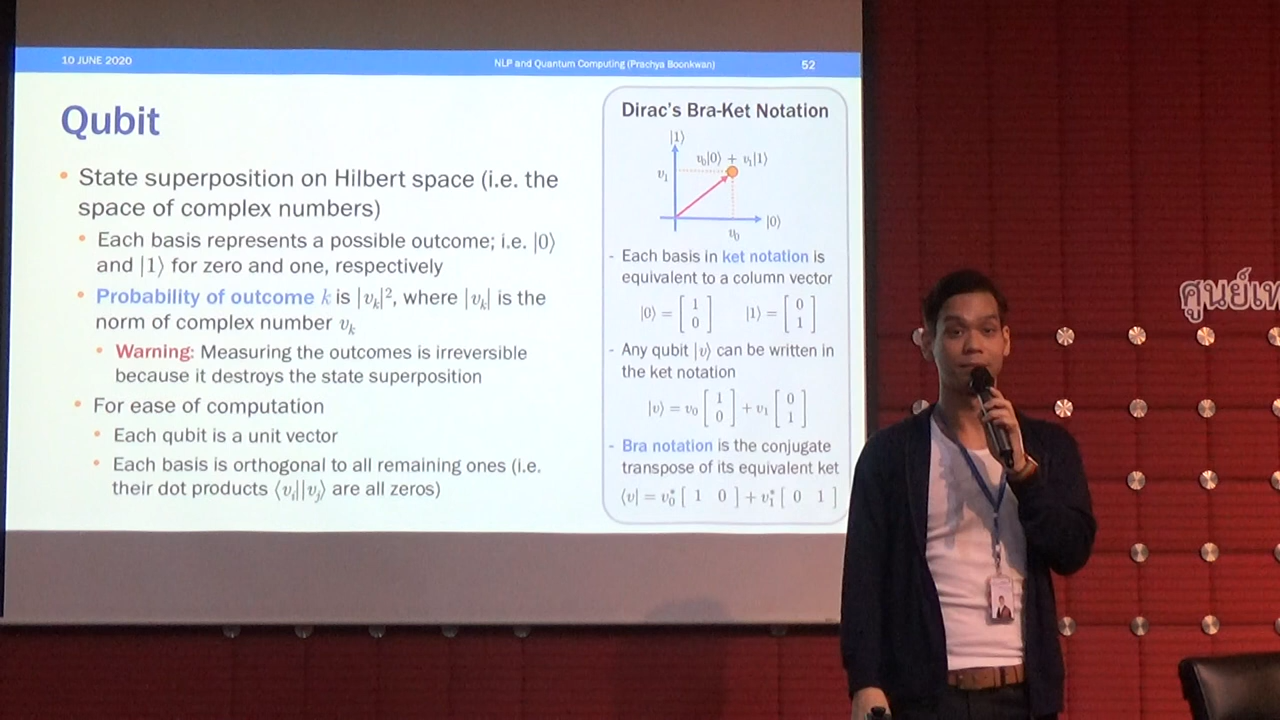 10 JUNE 2020
NLP and Quantum Computing (Prachya Boonkwan)
52
Qubit
• State superposition on Hilbert space (i.e. the
space of complex numbers)
• Each basis represents a possible outcome; i.e. |0⟩
and |1⟩ for zero and one, respectively
• Probability of outcome k is |vₖ|², where |vₖ| is the
norm of complex number vₖ
• Warning: Measuring the outcomes is irreversible
because it destroys the state superposition
• For ease of computation
• Each qubit is a unit vector
• Each basis is orthogonal to all remaining ones (i.e.
their dot products ⟨vᵢ||vⱼ⟩ are all zeros)
Dirac's Bra-Ket Notation
|1⟩
v₀|0⟩ + v₁|1⟩
v₁
|0⟩
v₀
- Each basis in ket notation is
equivalent to a column vector
|0⟩ = [1 0] |1⟩ = [0 1]
- Any qubit |v⟩ can be written in
the ket notation
|v⟩ = v₀ [1 0] + v₁ [0 1]
- Bra notation is the conjugate
transpose of its equivalent ket
⟨v| = v₀* [ 1 0 ] + v₁* [ 0 1 ]